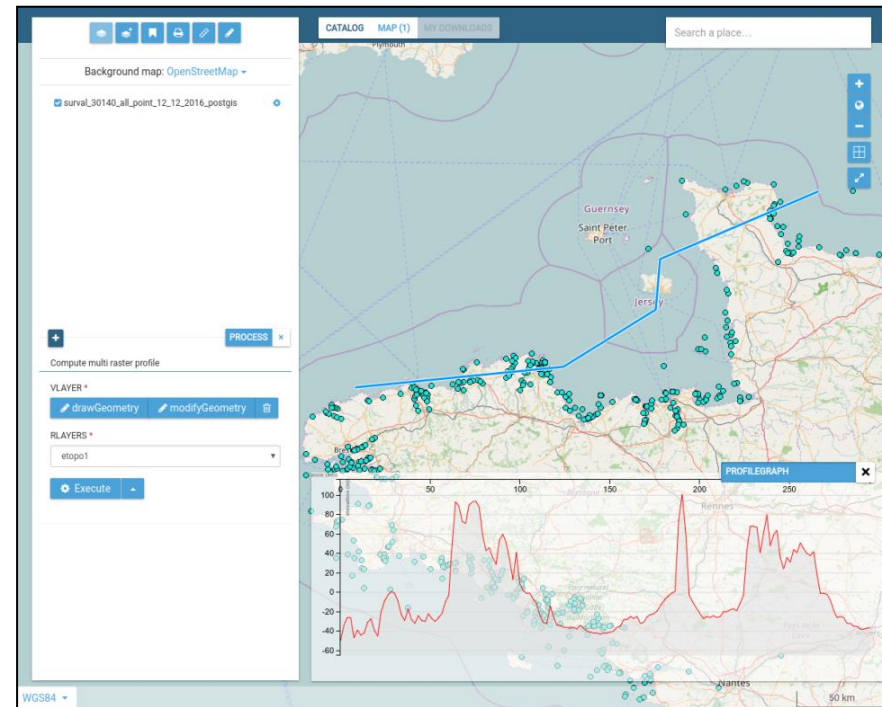 CATALOG MAP (1) MY DOWNLOADS
Search a place...
Plymouth
Background map: OpenStreetMap
surval_30140_all_point_12_12_2016_postgis
Guernsey
Saint Peter
Port
Jersey
PROCESS ×
Compute multi raster profile
VLAYER *
drawGeometry modifyGeometry
RLAYERS *
etopo1
Execute
Bres
PROFILEGRAPH ×
0 50 100 150 200 250
Rennes
100
80
60
40
20
0
-20
-40
-60
Nantes
WGS84
50 km